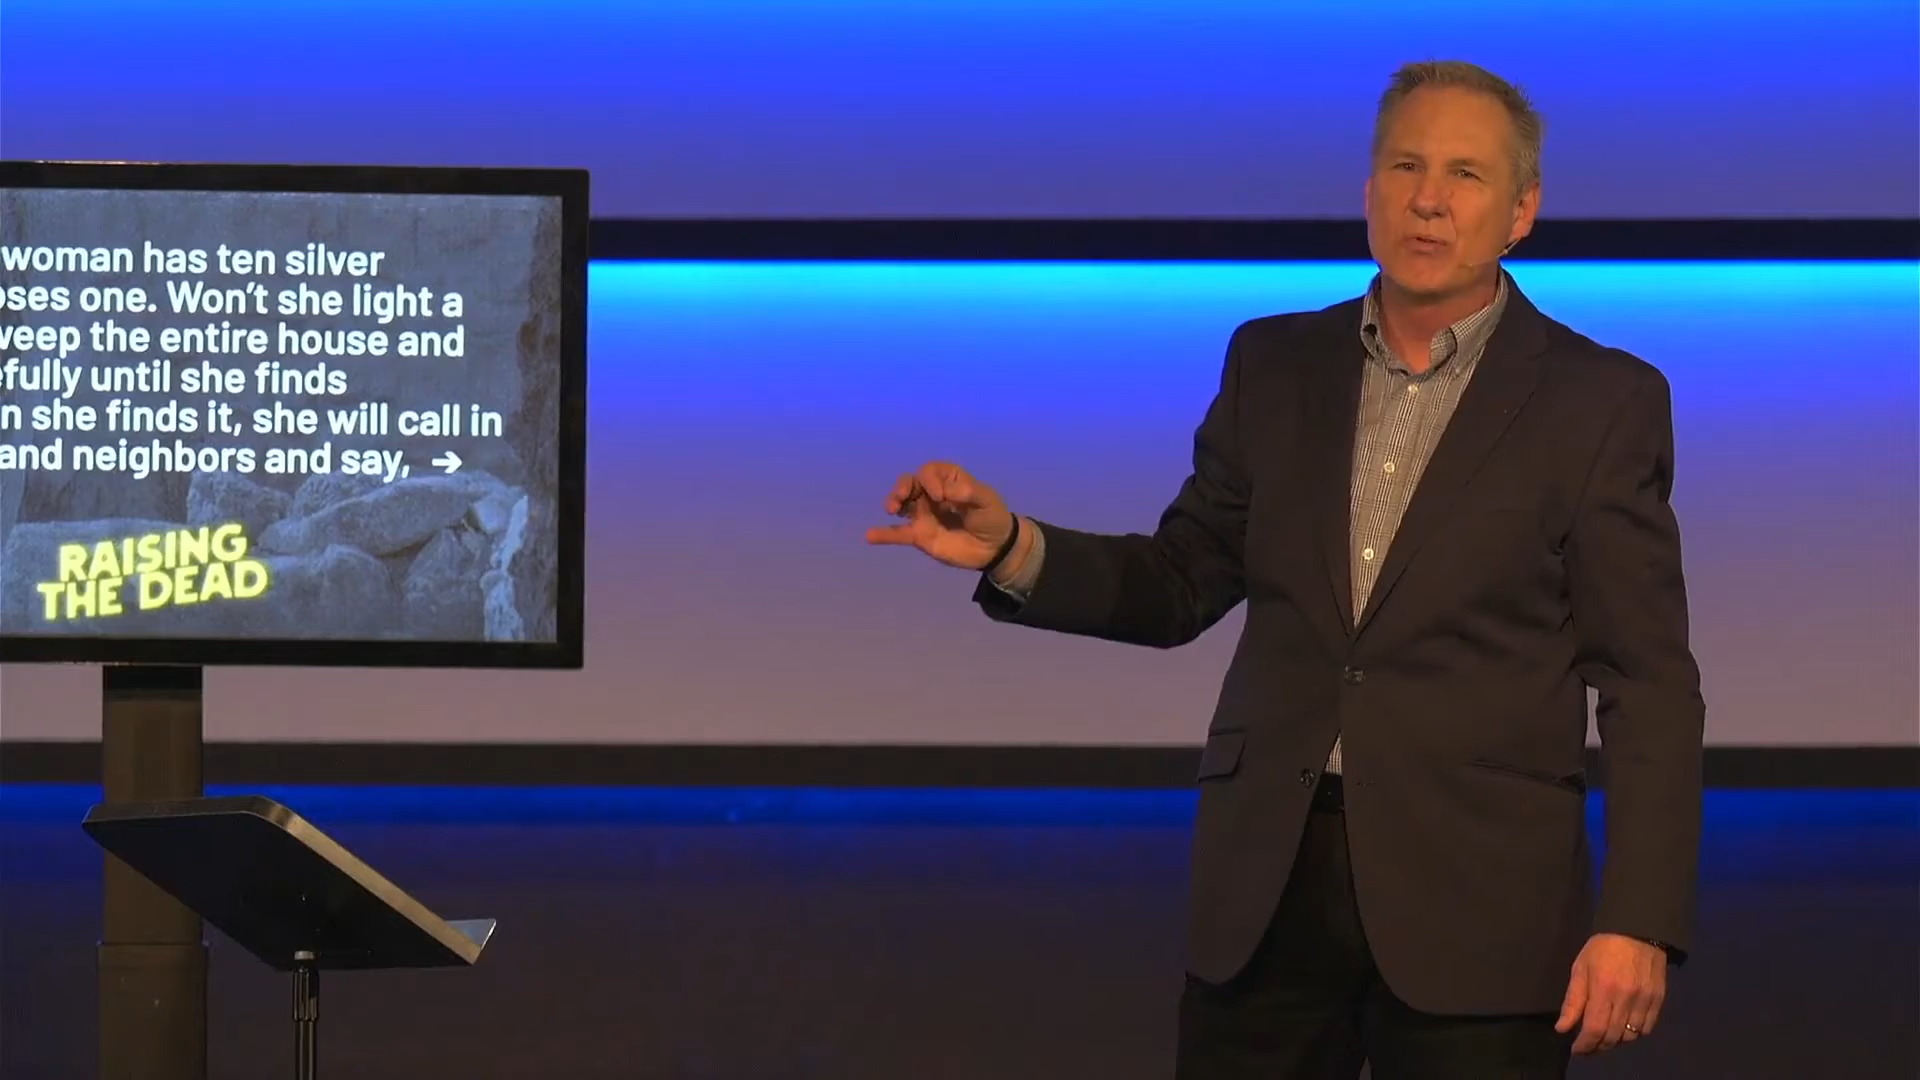 woman has ten silver
oses one. Won't she light a
weep the entire house and
efully until she finds
n she finds it, she will call in
and neighbors and say, →
RAISING
THE DEAD